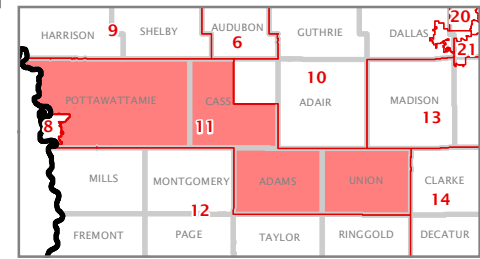 20
AUDUBON
9
SHELBY
GUTHRIE
DALLAS
HARRISON
6
21
10
POTTAWATTAMIE
CASS
ADAIR
MADISON
13
8
11
MILLS
MONTGOMERY
ADAMS
UNION
CLARKE
14
12
FREMONT
PAGE
TAYLOR
RINGGOLD
DECATUR